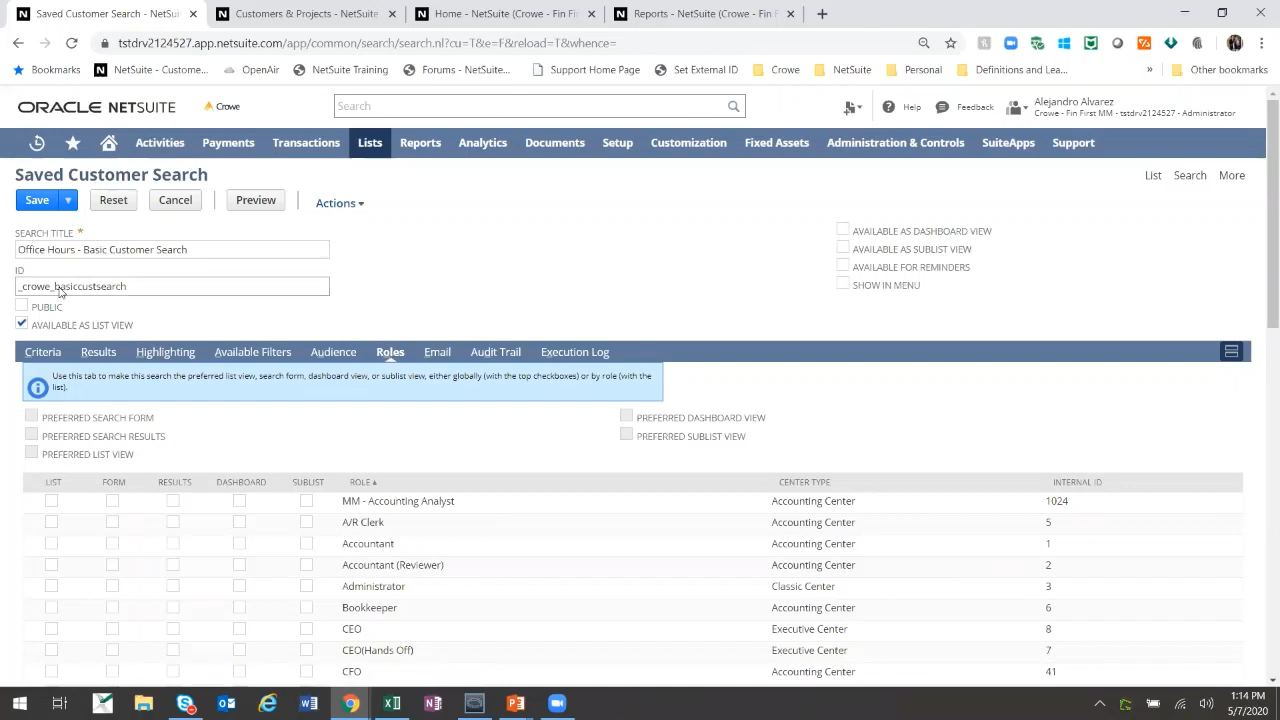 Saved Customer Search - NetSuite
Customers & Projects - NetSuite
Home - NetSuite (Crowe - Fin First
Reports - NetSuite (Crowe - Fin F
tstdrv2124527.app.netsuite.com/app/common/search/search.nl?cu=T&e=F&reload=T&whence=
Bookmarks
NetSuite - Custome...
OpenAir
NetSuite Training
Forums - NetSuite...
Support Home Page
Set External ID
Crowe
NetSuite
Personal
Definitions and Lea...
»
Other bookmarks
ORACLE NETSUITE
Crowe
Search
Help
Feedback
Alejandro Alvarez
Crowe - Fin First MM - tstdrv2124527 - Administrator
Activities
Payments
Transactions
Lists
Reports
Analytics
Documents
Setup
Customization
Fixed Assets
Administration & Controls
SuiteApps
Support
Saved Customer Search
List
Search
More
Save
Reset
Cancel
Preview
Actions
SEARCH TITLE *
Office Hours - Basic Customer Search
ID
_crowe_basiccustsearch
PUBLIC
AVAILABLE AS LIST VIEW
AVAILABLE AS DASHBOARD VIEW
AVAILABLE AS SUBLIST VIEW
AVAILABLE FOR REMINDERS
SHOW IN MENU
Criteria
Results
Highlighting
Available Filters
Audience
Roles
Email
Audit Trail
Execution Log
Use this tab to make this search the preferred list view, search form, dashboard view, or sublist view, either globally (with the top checkboxes) or by role (with the
list).
PREFERRED SEARCH FORM
PREFERRED SEARCH RESULTS
PREFERRED LIST VIEW
PREFERRED DASHBOARD VIEW
PREFERRED SUBLIST VIEW
LIST FORM RESULTS DASHBOARD SUBLIST ROLE CENTER TYPE INTERNAL ID
MM - Accounting Analyst Accounting Center 1024
A/R Clerk Accounting Center 5
Accountant Accounting Center 1
Accountant (Reviewer) Accounting Center 2
Administrator Classic Center 3
Bookkeeper Accounting Center 6
CEO Executive Center 8
CEO(Hands Off) Executive Center 7
CFO Accounting Center 41
1:14 PM
5/7/2020